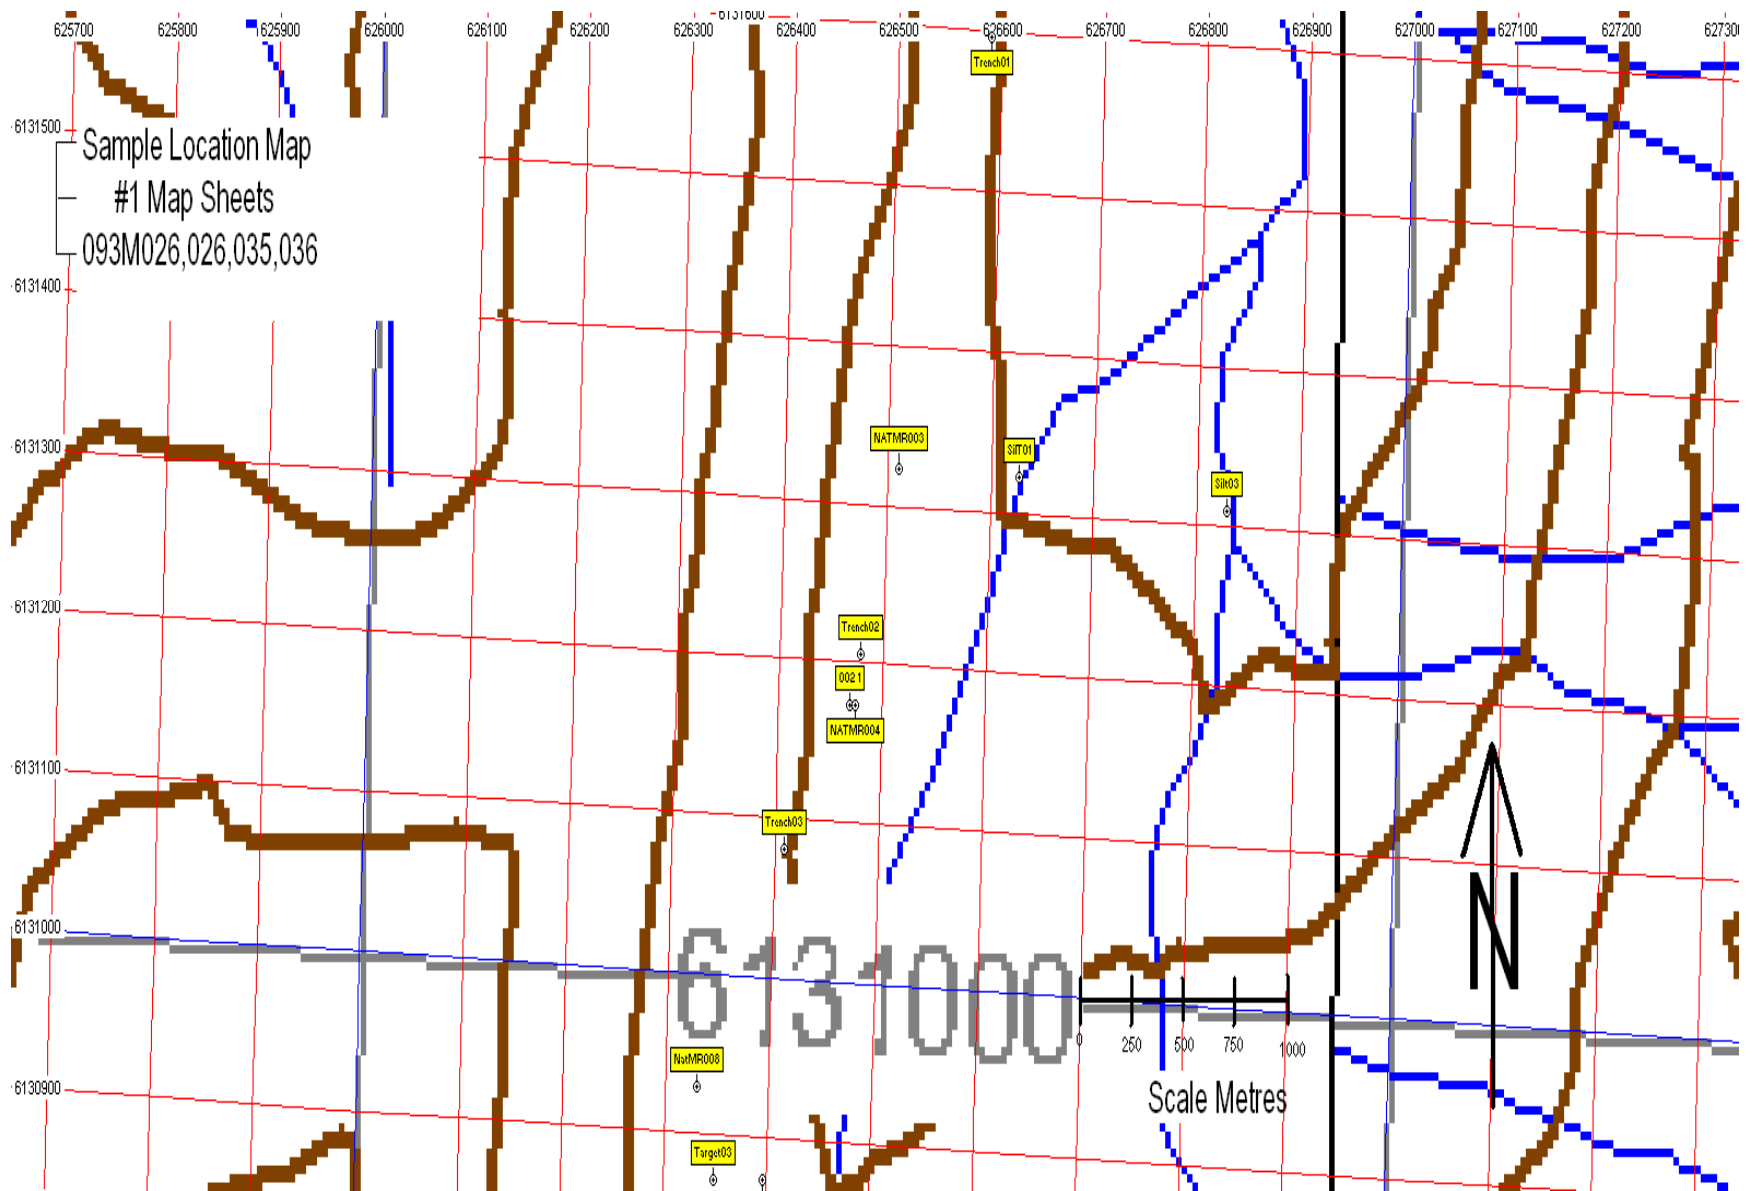 6131600
625700 625800 625900 626000 626100 626200 626300 626400 626500 626600 626700 626800 626900 627000 627100 627200 627300
Trench01
6131500
Sample Location Map
#1 Map Sheets
093M026,026,035,036
6131400
NATMR003
6131300
SilT01
Silt03
6131200
Trench02
0021
NATMR004
6131100
Trench03
N
6131000
6131000
0 250 500 750 1000
NatMR008
6130900
Scale Metres
Target03